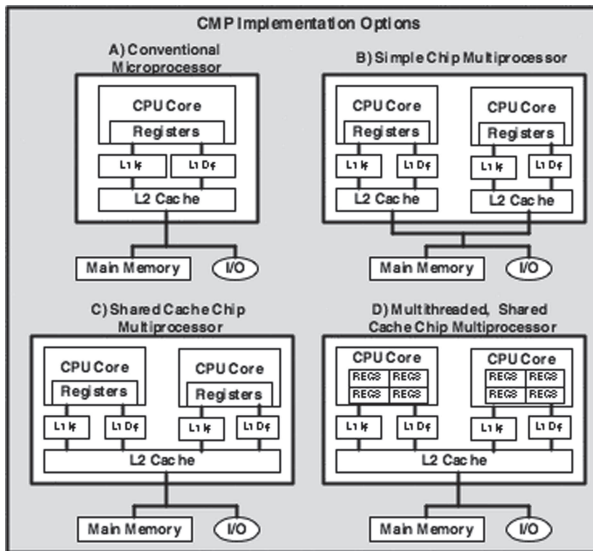 CMP Implementation Options
A) Conventional
Microprocessor
CPU Core
Registers
L1 I$
L1 D$
L2 Cache
Main Memory
I/O
B) Simple Chip Multiprocessor
CPU Core
Registers
L1 I$
L1 D$
L2 Cache
CPU Core
Registers
L1 I$
L1 D$
L2 Cache
Main Memory
I/O
C) Shared Cache Chip
Multiprocessor
CPU Core
Registers
L1 I$
L1 D$
CPU Core
Registers
L1 I$
L1 D$
L2 Cache
Main Memory
I/O
D) Multithreaded, Shared
Cache Chip Multiprocessor
CPU Core
REGS REGS
REGS REGS
L1 I$
L1 D$
CPU Core
REGS REGS
REGS REGS
L1 I$
L1 D$
L2 Cache
Main Memory
I/O